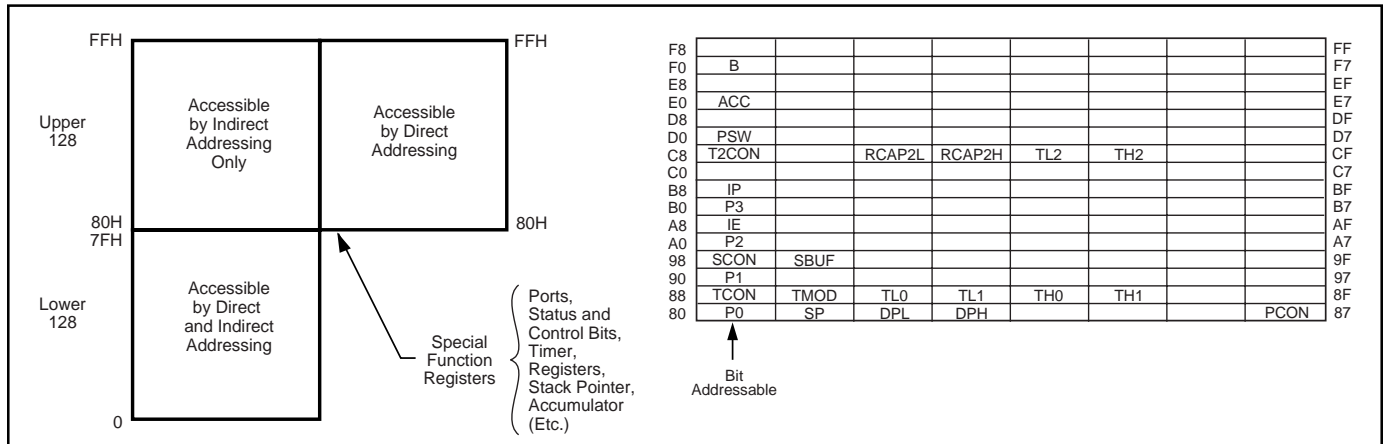 FFH
FFH
Upper
128
Accessible
by Indirect
Addressing
Only
Accessible
by Direct
Addressing
80H
7FH
80H
Lower
128
Accessible
by Direct
and Indirect
Addressing
0
Special
Function
Registers
Ports,
Status and
Control Bits,
Timer,
Registers,
Stack Pointer,
Accumulator
(Etc.)
F8 FF
F0 B F7
E8 EF
E0 ACC E7
D8 DF
D0 PSW D7
C8 T2CON RCAP2L RCAP2H TL2 TH2 CF
C0 C7
B8 IP BF
B0 P3 B7
A8 IE AF
A0 P2 A7
98 SCON SBUF 9F
90 P1 97
88 TCON TMOD TL0 TL1 TH0 TH1 8F
80 P0 SP DPL DPH PCON 87
Bit
Addressable